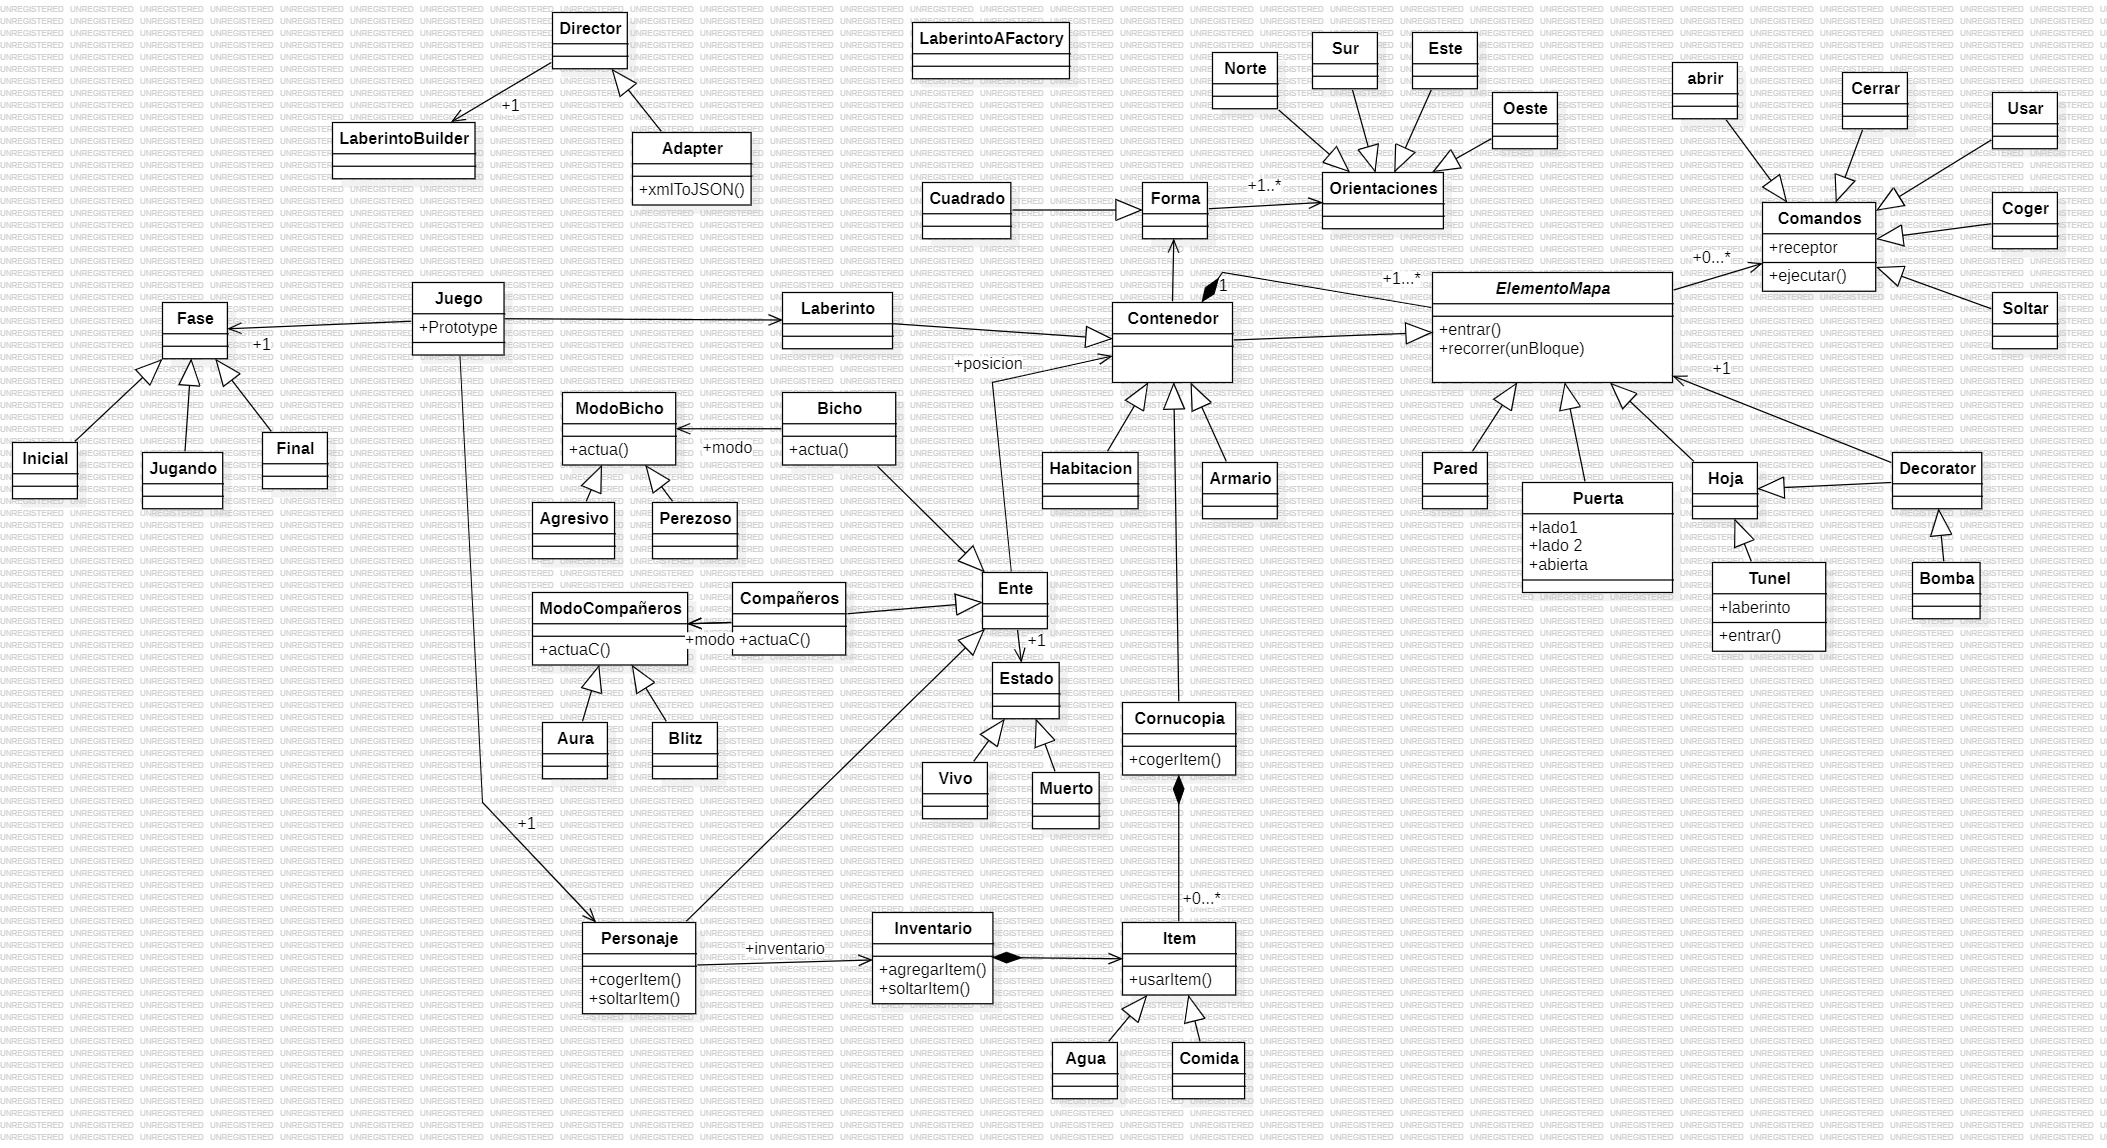 Director
+1
LaberintoBuilder
Adapter
+xmlToJSON()
LaberintoAFactory
Norte
Sur
Este
Oeste
Orientaciones
Cuadrado
Forma
+1..*
abrir
Cerrar
Usar
Coger
Soltar
Comandos
+receptor
+ejecutar()
+0...*
Fase
+1
Juego
+Prototype
Laberinto
Contenedor
1
+1...*
ElementoMapa
+entrar()
+recorrer(unBloque)
+1
+posicion
Inicial
Jugando
Final
ModoBicho
+actua()
+modo
Bicho
+actua()
Agresivo
Perezoso
Habitacion
Armario
Pared
Puerta
+lado1
+lado 2
+abierta
Hoja
Decorator
Tunel
+laberinto
+entrar()
Bomba
ModoCompañeros
+actuaC()
+modo
Compañeros
+actuaC()
Ente
+1
Estado
Aura
Blitz
Vivo
Muerto
Cornucopia
+cogerItem()
+1
+0...*
Personaje
+cogerItem()
+soltarItem()
+inventario
Inventario
+agregarItem()
+soltarItem()
Item
+usarItem()
Agua
Comida
UNREGISTERED